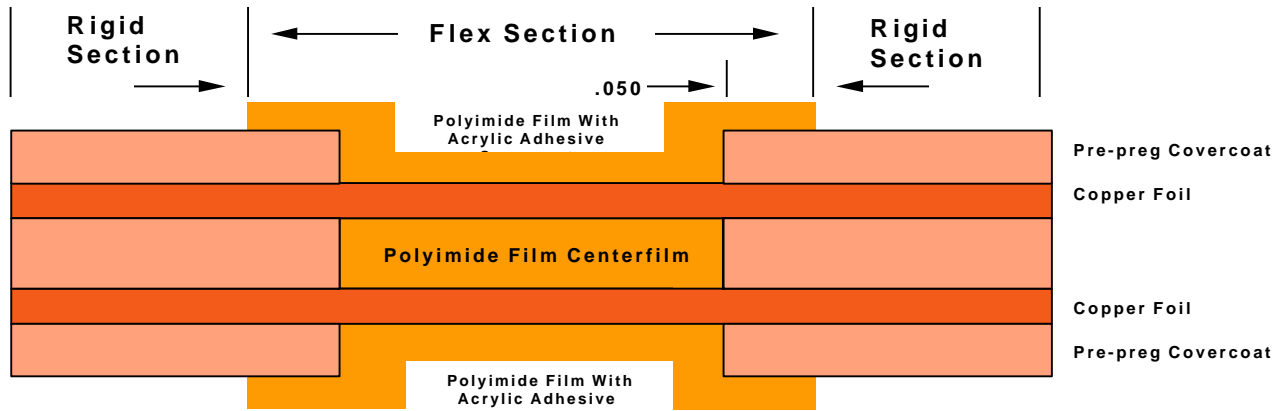 Rigid
Section
Flex Section
Rigid
Section
.050
Polyimide Film With
Acrylic Adhesive
Pre-preg Covercoat
Copper Foil
Polyimide Film Centerfilm
Copper Foil
Pre-preg Covercoat
Polyimide Film With
Acrylic Adhesive